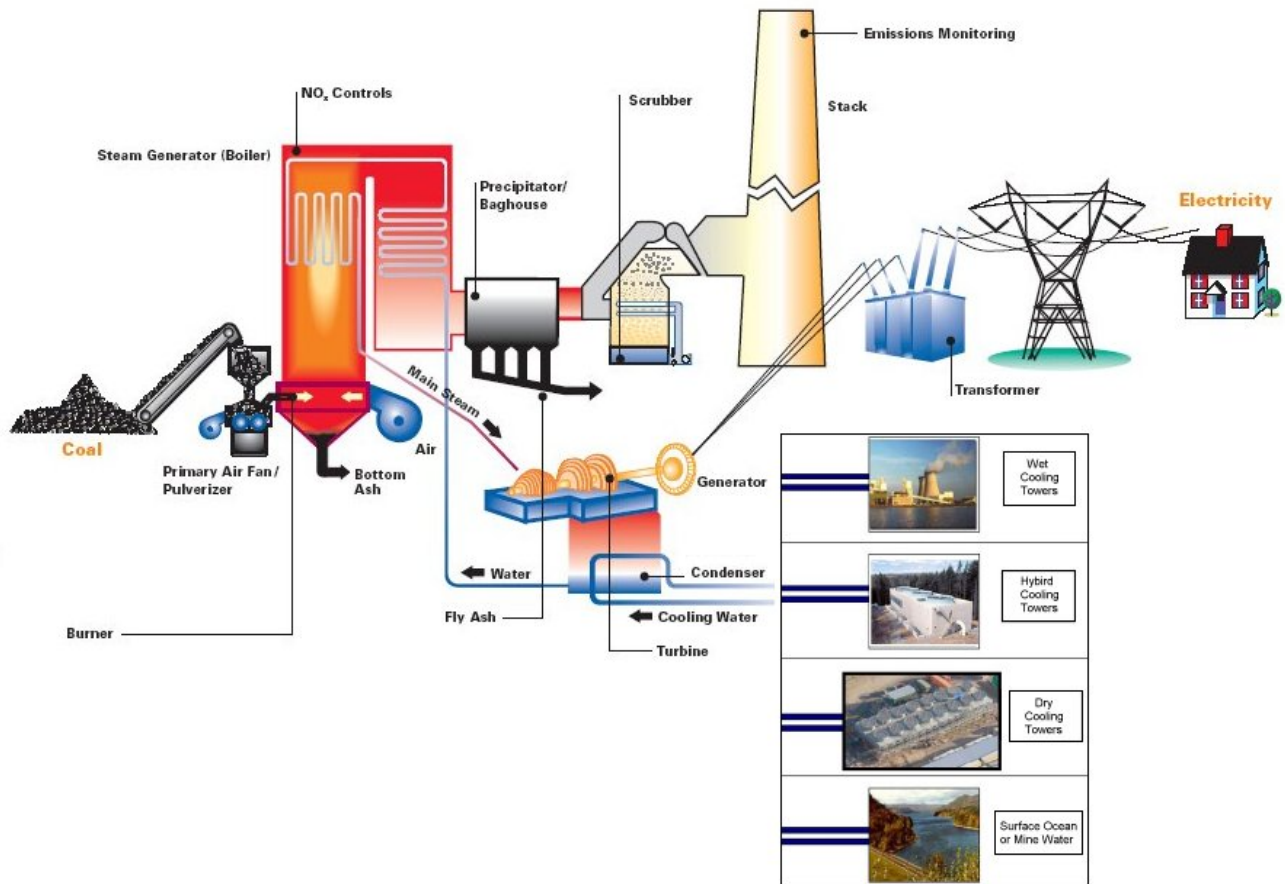 Emissions Monitoring
NOx Controls
Scrubber
Stack
Steam Generator (Boiler)
Precipitator/
Baghouse
Electricity
Main Steam
Transformer
Coal
Air
Primary Air Fan/
Pulverizer
Bottom
Ash
Generator
Wet
Cooling
Towers
Water
Condenser
Hybird
Cooling
Towers
Fly Ash
Cooling Water
Burner
Turbine
Dry
Cooling
Towers
Surface Ocean
or Mine Water